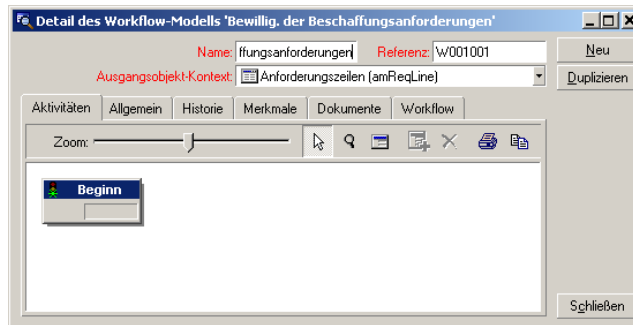 Detail des Workflow-Modells 'Bewillig. der Beschaffungsanforderungen'
Name: ffungsanforderungen Referenz: W001001 Neu
Ausgangsobjekt-Kontext: Anforderungszeilen (amReqLine) Duplizieren
Aktivitäten Allgemein Historie Merkmale Dokumente Workflow
Zoom:
Beginn
Schließen